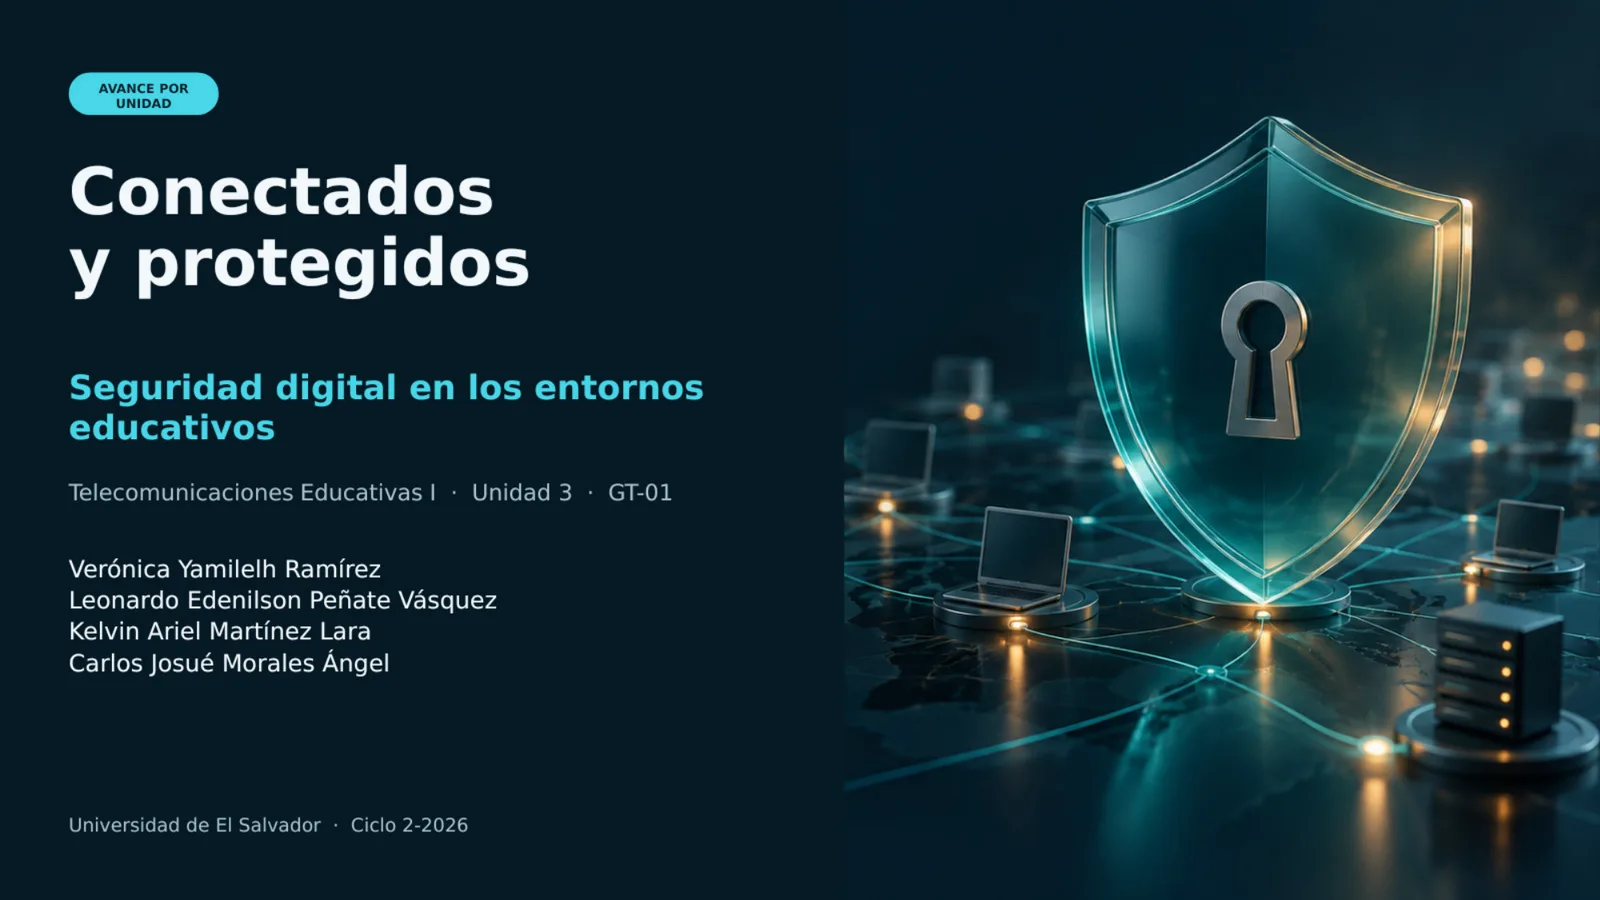 AVANCE POR
UNIDAD
Conectados
y protegidos
Seguridad digital en los entornos
educativos
Telecomunicaciones Educativas I · Unidad 3 · GT-01
Verónica Yamilelh Ramírez
Leonardo Edenilson Peñate Vásquez
Kelvin Ariel Martínez Lara
Carlos Josué Morales Ángel
Universidad de El Salvador · Ciclo 2-2026